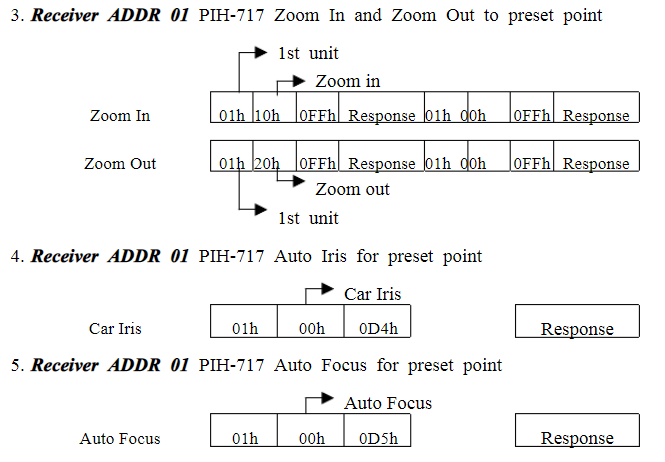 3. Receiver ADDR 01 PIH-717 Zoom In and Zoom Out to preset point
1st unit
Zoom in
Zoom In 01h 10h 0FFh Response 01h 00h 0FFh Response
Zoom Out 01h 20h 0FFh Response 01h 00h 0FFh Response
Zoom out
1st unit
4. Receiver ADDR 01 PIH-717 Auto Iris for preset point
Car Iris
Car Iris 01h 00h 0D4h Response
5. Receiver ADDR 01 PIH-717 Auto Focus for preset point
Auto Focus
Auto Focus 01h 00h 0D5h Response